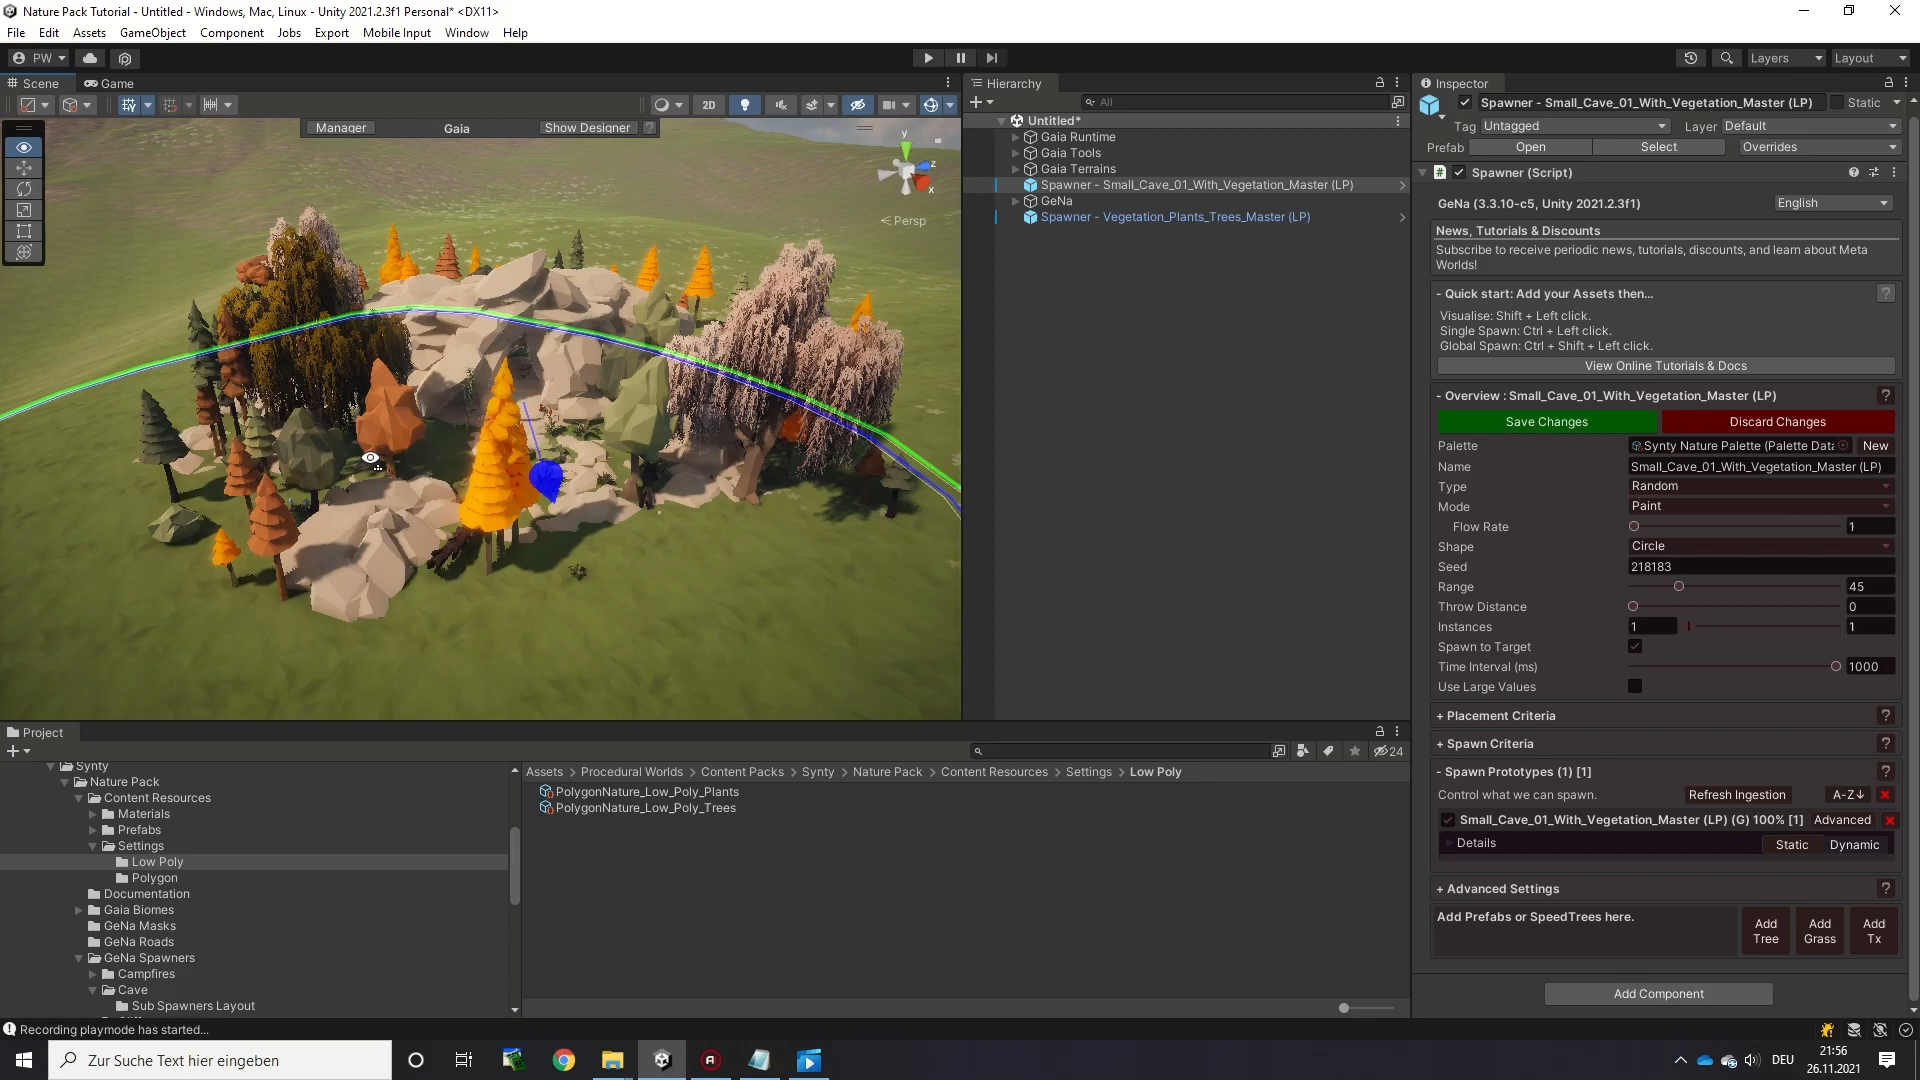 Nature Pack Tutorial - Untitled - Windows, Mac, Linux - Unity 2021.2.3f1 Personal* <DX11>
File Edit Assets GameObject Component Jobs Export Mobile Input Window Help
PW Layers Layout
Scene Game
2D
Manager Gaia Show Designer ?
y
z
x
Persp
Hierarchy
All
Untitled*
Gaia Runtime
Gaia Tools
Gaia Terrains
Spawner - Small_Cave_01_With_Vegetation_Master (LP)
GeNa
Spawner - Vegetation_Plants_Trees_Master (LP)
Inspector
Spawner - Small_Cave_01_With_Vegetation_Master (LP) Static
Tag Untagged Layer Default
Prefab Open Select Overrides
Spawner (Script)
GeNa (3.3.10-c5, Unity 2021.2.3f1) English
News, Tutorials & Discounts
Subscribe to receive periodic news, tutorials, discounts, and learn about Meta
Worlds!
- Quick start: Add your Assets then... ?
Visualise: Shift + Left click.
Single Spawn: Ctrl + Left click.
Global Spawn: Ctrl + Shift + Left click.
View Online Tutorials & Docs
- Overview : Small_Cave_01_With_Vegetation_Master (LP) ?
Save Changes Discard Changes
Palette Synty Nature Palette (Palette Data New
Name Small_Cave_01_With_Vegetation_Master (LP)
Type Random
Mode Paint
Flow Rate 1
Shape Circle
Seed 218183
Range 45
Throw Distance 0
Instances 1 1
Spawn to Target
Time Interval (ms) 1000
Use Large Values
+ Placement Criteria ?
+ Spawn Criteria ?
- Spawn Prototypes (1) [1] ?
Control what we can spawn. Refresh Ingestion A-Z↓
Small_Cave_01_With_Vegetation_Master (LP) (G) 100% [1] Advanced
Details Static Dynamic
+ Advanced Settings ?
Add Prefabs or SpeedTrees here.
Add Tree
Add Grass
Add Tx
Add Component
Project
24
Synty
Nature Pack
Content Resources
Materials
Prefabs
Settings
Low Poly
Polygon
Documentation
Gaia Biomes
GeNa Masks
GeNa Roads
GeNa Spawners
Campfires
Cave
Sub Spawners Layout
Assets > Procedural Worlds > Content Packs > Synty > Nature Pack > Content Resources > Settings > Low Poly
PolygonNature_Low_Poly_Plants
PolygonNature_Low_Poly_Trees
Recording playmode has started...
Zur Suche Text hier eingeben
DEU
21:56
26.11.2021